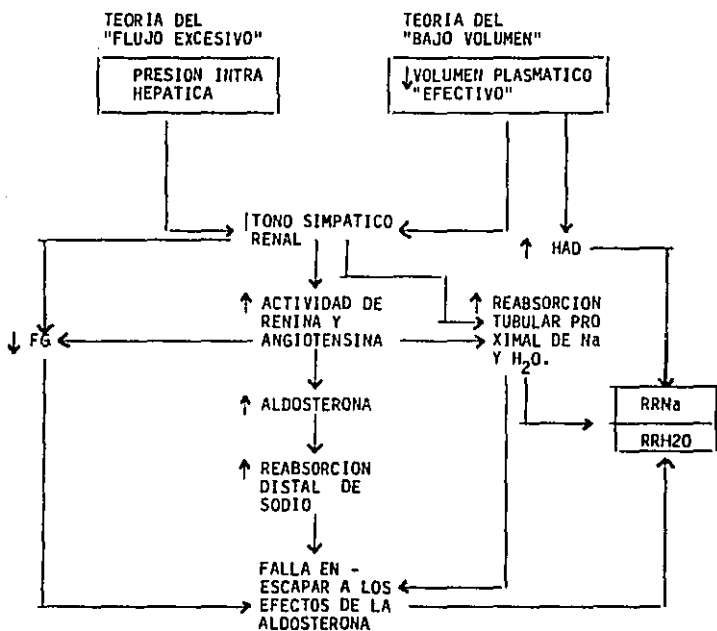 TEORIA DEL
"FLUJO EXCESIVO"
TEORIA DEL
"BAJO VOLUMEN"
PRESION INTRA
HEPATICA
↓VOLUMEN PLASMATICO
"EFECTIVO"
↑TONO SIMPATICO
RENAL
↑ HAD
↑ ACTIVIDAD DE
RENINA Y
ANGIOTENSINA
↑ REABSORCION
TUBULAR PRO
XIMAL DE Na
Y H2O.
↓ FG
↑ ALDOSTERONA
RRNa
RRH2O
↑ REABSORCION
DISTAL DE
SODIO
FALLA EN -
ESCAPAR A LOS
EFECTOS DE LA
ALDOSTERONA